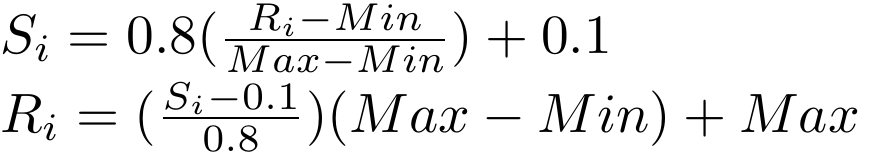 S_i = 0.8(\frac{R_i - Min}{Max - Min}) + 0.1
R_i = (\frac{S_i - 0.1}{0.8})(Max - Min) + Max